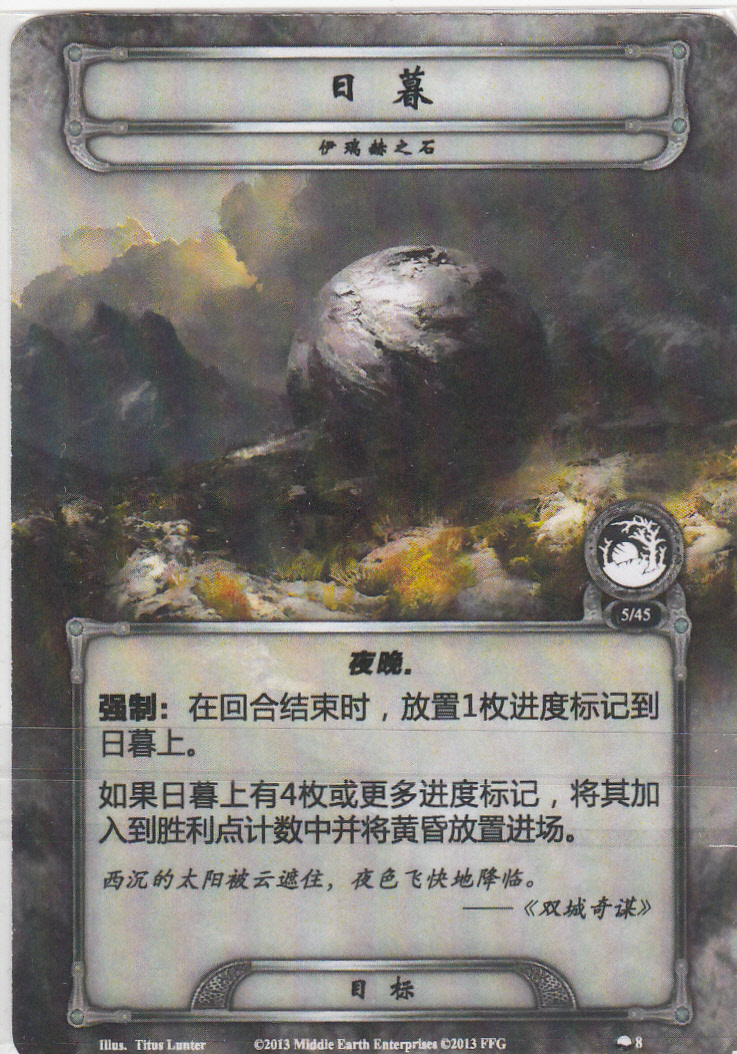 日暮
伊瑞赫之石
5/45
夜晚.
强制：在回合结束时，放置1枚进度标记到
日暮上。
如果日暮上有4枚或更多进度标记，将其加
入到胜利点计数中并将黄昏放置进场。
西沉的太阳被云遮住，夜色飞快地降临。
——《双城奇谋》
目标
Illus. Titus Lunter ©2013 Middle Earth Enterprises ©2013 FFG 8